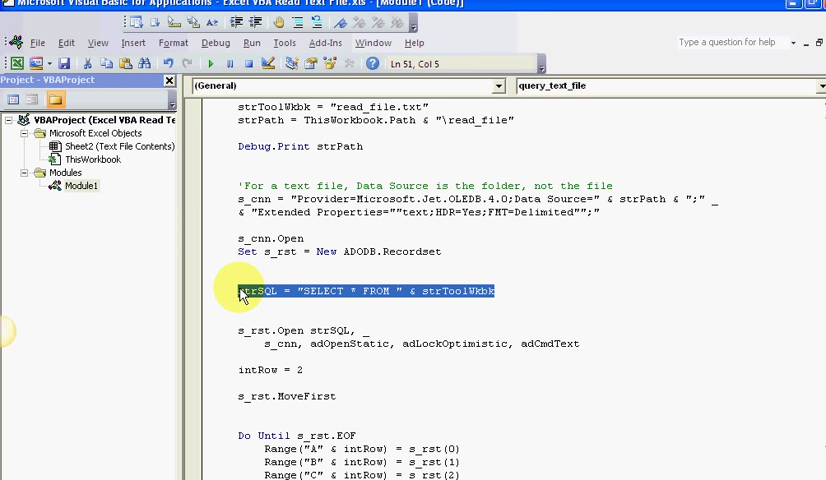 Microsoft Visual Basic for Applications - Excel VBA Read Text File.xls - [Module1 (Code)]
File Edit View Insert Format Debug Run Tools Add-Ins Window Help
Type a question for help
Ln 51, Col 5
Project - VBAProject
(General)
query_text_file
VBAProject (Excel VBA Read Te
Microsoft Excel Objects
Sheet2 (Text File Contents)
ThisWorkbook
Modules
Module1
strToolWkbk = "read_file.txt"
strPath = ThisWorkbook.Path & "\read_file"
Debug.Print strPath
'For a text file, Data Source is the folder, not the file
s_cnn = "Provider=Microsoft.Jet.OLEDB.4.0;Data Source=" & strPath & ";" _
& "Extended Properties=""text;HDR=Yes;FMT=Delimited"";"
s_cnn.Open
Set s_rst = New ADODB.Recordset
strSQL = "SELECT * FROM " & strToolWkbk
s_rst.Open strSQL, _
s_cnn, adOpenStatic, adLockOptimistic, adCmdText
intRow = 2
s_rst.MoveFirst
Do Until s_rst.EOF
Range("A" & intRow) = s_rst(0)
Range("B" & intRow) = s_rst(1)
Range("C" & intRow) = s_rst(2)